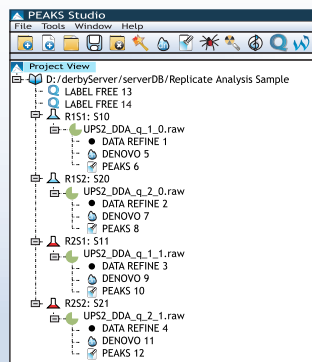 PEAKS Studio
File Tools Window Help
Project View
D:/derbyServer/serverDB/Replicate Analysis Sample
LABEL FREE 13
LABEL FREE 14
R1S1: S10
UPS2_DDA_q_1_0.raw
DATA REFINE 1
DENOVO 5
PEAKS 6
R1S2: S20
UPS2_DDA_q_2_0.raw
DATA REFINE 2
DENOVO 7
PEAKS 8
R2S1: S11
UPS2_DDA_q_1_1.raw
DATA REFINE 3
DENOVO 9
PEAKS 10
R2S2: S21
UPS2_DDA_q_2_1.raw
DATA REFINE 4
DENOVO 11
PEAKS 12